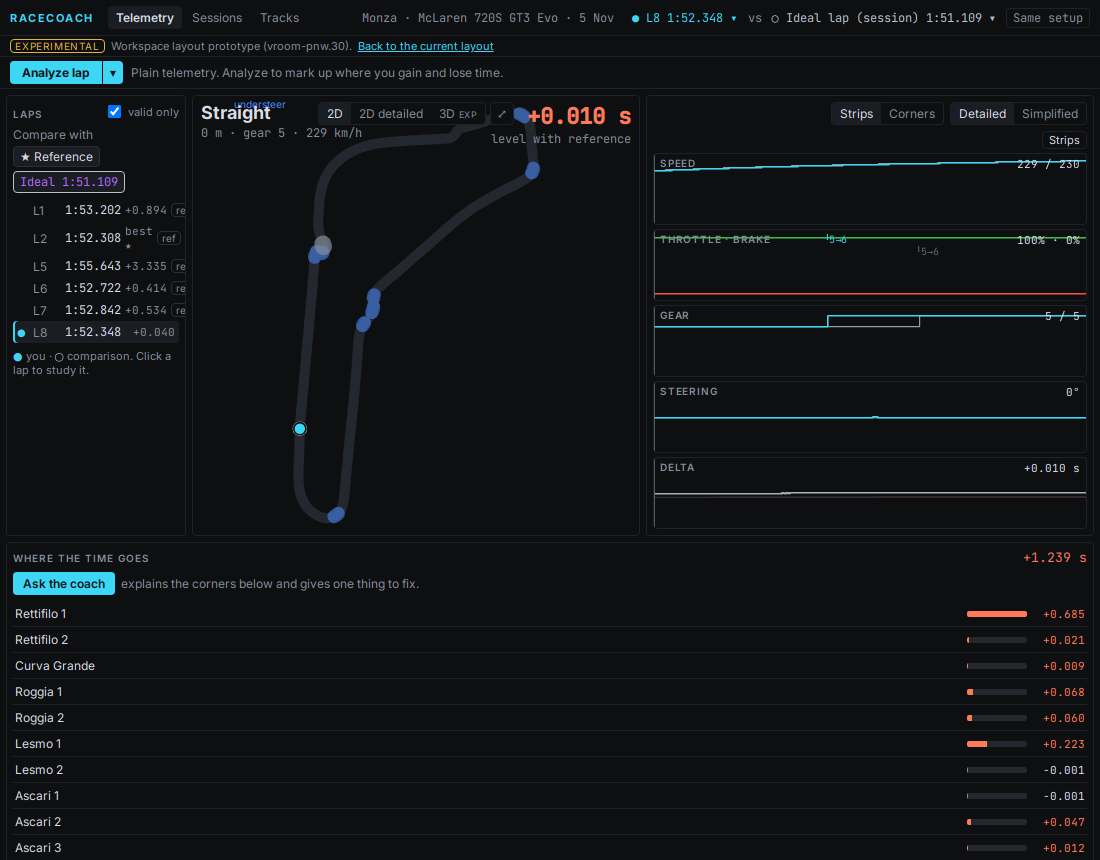 RACECOACH Telemetry Sessions Tracks Monza · McLaren 720S GT3 Evo · 5 Nov ● L8 1:52.348 ▾ vs ○ Ideal lap (session) 1:51.109 ▾ Same setup
EXPERIMENTAL Workspace layout prototype (vroom-pnw.30). Back to the current layout
Analyze lap ▾ Plain telemetry. Analyze to mark up where you gain and lose time.
LAPS valid only
Compare with
★ Reference
Ideal 1:51.109
L1 1:53.202 +0.894 re
L2 1:52.308 best ★ ref
L5 1:55.643 +3.335 re
L6 1:52.722 +0.414 re
L7 1:52.842 +0.534 re
● L8 1:52.348 +0.040
● you · ○ comparison. Click a
lap to study it.
understeer
Straight 2D 2D detailed 3D EXP ⤢ +0.010 s
0 m · gear 5 · 229 km/h level with reference
Strips Corners Detailed Simplified
Strips
SPEED 229 / 230
THROTTLE · BRAKE 5→6 100% · 0%
5→6
GEAR 5 / 5
STEERING 0°
DELTA +0.010 s
WHERE THE TIME GOES +1.239 s
Ask the coach explains the corners below and gives one thing to fix.
Rettifilo 1 +0.685
Rettifilo 2 +0.021
Curva Grande +0.009
Roggia 1 +0.068
Roggia 2 +0.060
Lesmo 1 +0.223
Lesmo 2 -0.001
Ascari 1 -0.001
Ascari 2 +0.047
Ascari 3 +0.012